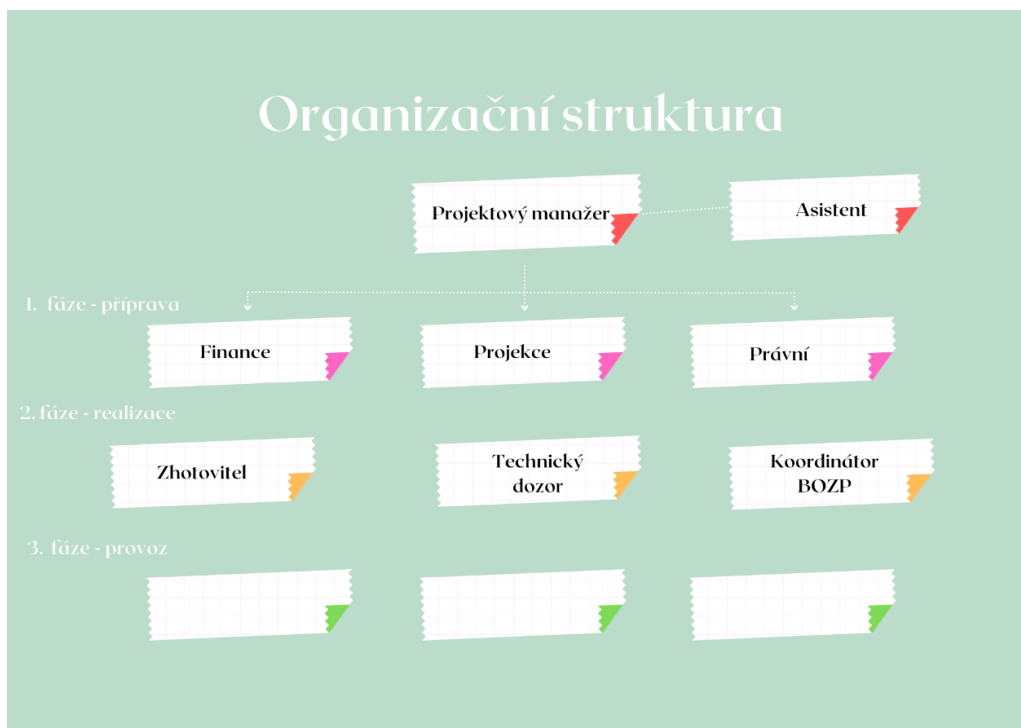 Organizační struktura
Projektový manažer
Asistent
1. fáze - příprava
Finance
Projekce
Právní
2. fáze - realizace
Zhotovitel
Technický
dozor
Koordinátor
BOZP
3. fáze - provoz